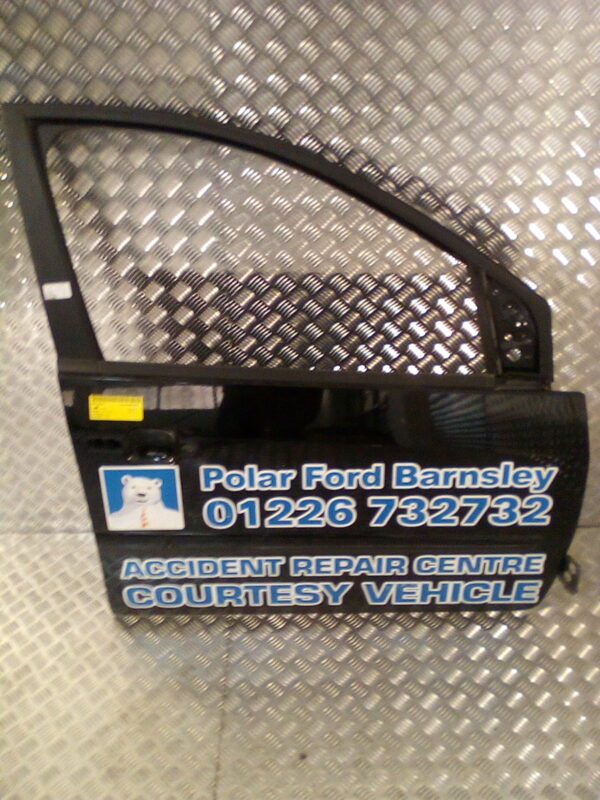 Polar Ford Barnsley
01226 732732
ACCIDENT REPAIR CENTRE
COURTESY VEHICLE